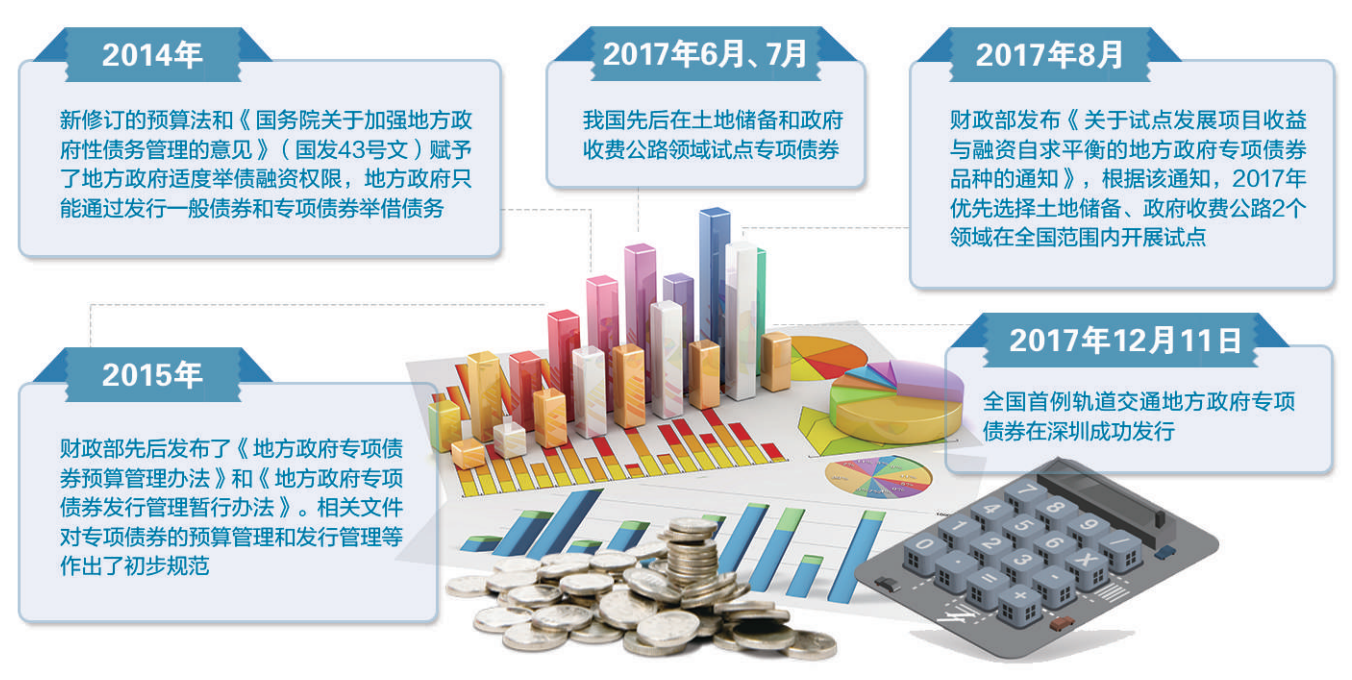 2014年
新修订的预算法和《国务院关于加强地方政
府性债务管理的意见》（国发43号文）赋予
了地方政府适度举债融资权限，地方政府只
能通过发行一般债券和专项债券举借债务
2015年
财政部先后发布了《地方政府专项债
券预算管理办法》和《地方政府专项
债券发行管理暂行办法》。相关文件
对专项债券的预算管理和发行管理等
作出了初步规范
2017年6月、7月
我国先后在土地储备和政府
收费公路领域试点专项债券
2017年8月
财政部发布《关于试点发展项目收益
与融资自求平衡的地方政府专项债券
品种的通知》，根据该通知，2017年
优先选择土地储备、政府收费公路2个
领域在全国范围内开展试点
2017年12月11日
全国首例轨道交通地方政府专项
债券在深圳成功发行
7 8 9 /
4 5 6 X
1 2 3 -
0 . = +